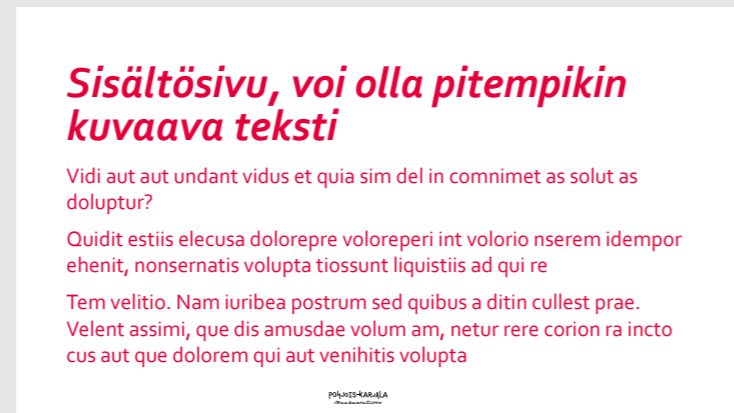 Sisältösivu, voi olla pitempikin
kuvaava teksti
Vidi aut aut undant vidus et quia sim del in comnimet as solut as
doluptur?
Quidit estiis elecusa dolorepre voloreperi int volorio nserem idempor
ehenit, nonsernatis volupta tiossunt liquistiis ad qui re
Tem velitio. Nam iuribea postrum sed quibus a ditin cullest prae.
Velent assimi, que dis amusdae volum am, netur rere corion ra incto
cus aut que dolorem qui aut venihitis volupta
POHJOIS-KARJALA